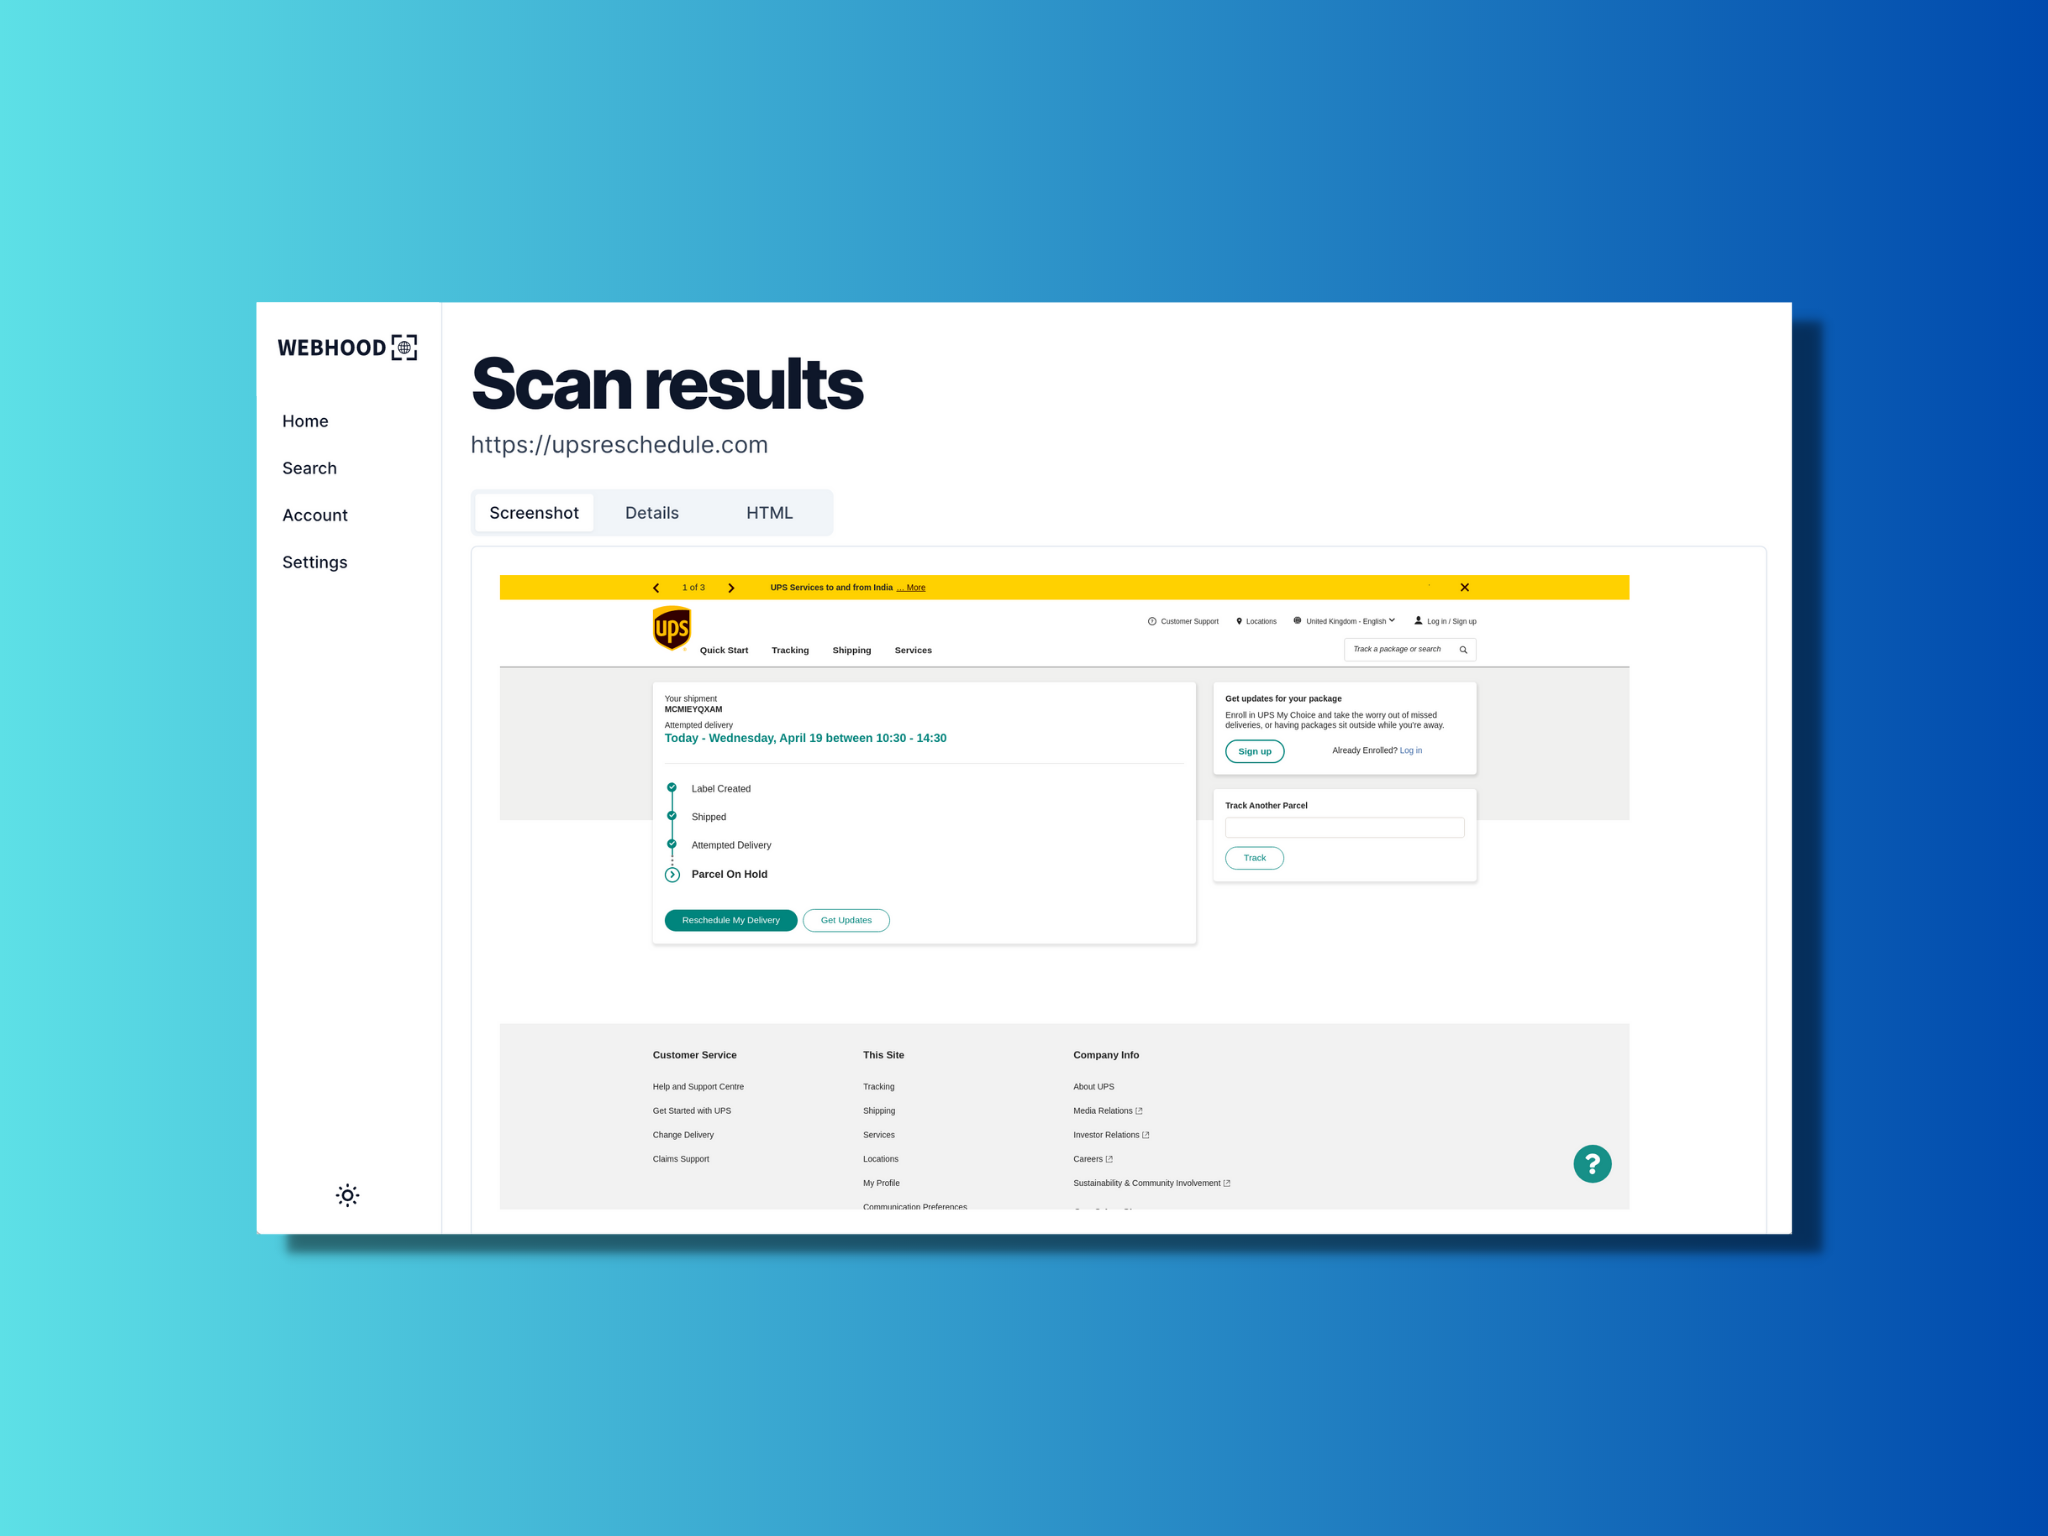 WEBHOOD
Home
Search
Account
Settings
Scan results
https://upsreschedule.com
Screenshot Details HTML
1 of 3 UPS Services to and from India ... More
ups
Customer Support Locations United Kingdom - English Log in / Sign up
Quick Start Tracking Shipping Services
Track a package or search
Your shipment
MCMIEYQXAM
Attempted delivery
Today - Wednesday, April 19 between 10:30 - 14:30
Label Created
Shipped
Attempted Delivery
Parcel On Hold
Reschedule My Delivery Get Updates
Get updates for your package
Enroll in UPS My Choice and take the worry out of missed
deliveries, or having packages sit outside while you're away.
Sign up Already Enrolled? Log in
Track Another Parcel
Track
Customer Service
Help and Support Centre
Get Started with UPS
Change Delivery
Claims Support
This Site
Tracking
Shipping
Services
Locations
My Profile
Communication Preferences
Company Info
About UPS
Media Relations
Investor Relations
Careers
Sustainability & Community Involvement
?